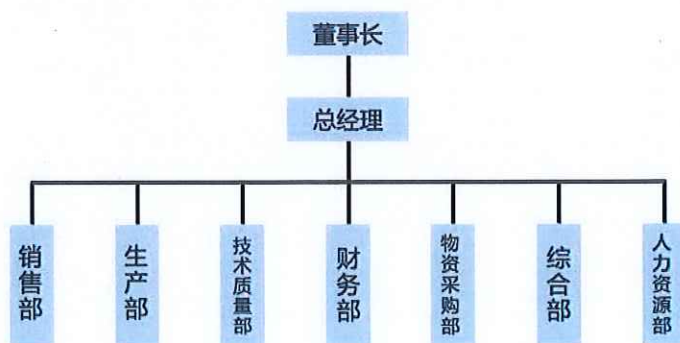 董事长
总经理
销售部
生产部
技术质量部
财务部
物资采购部
综合部
人力资源部